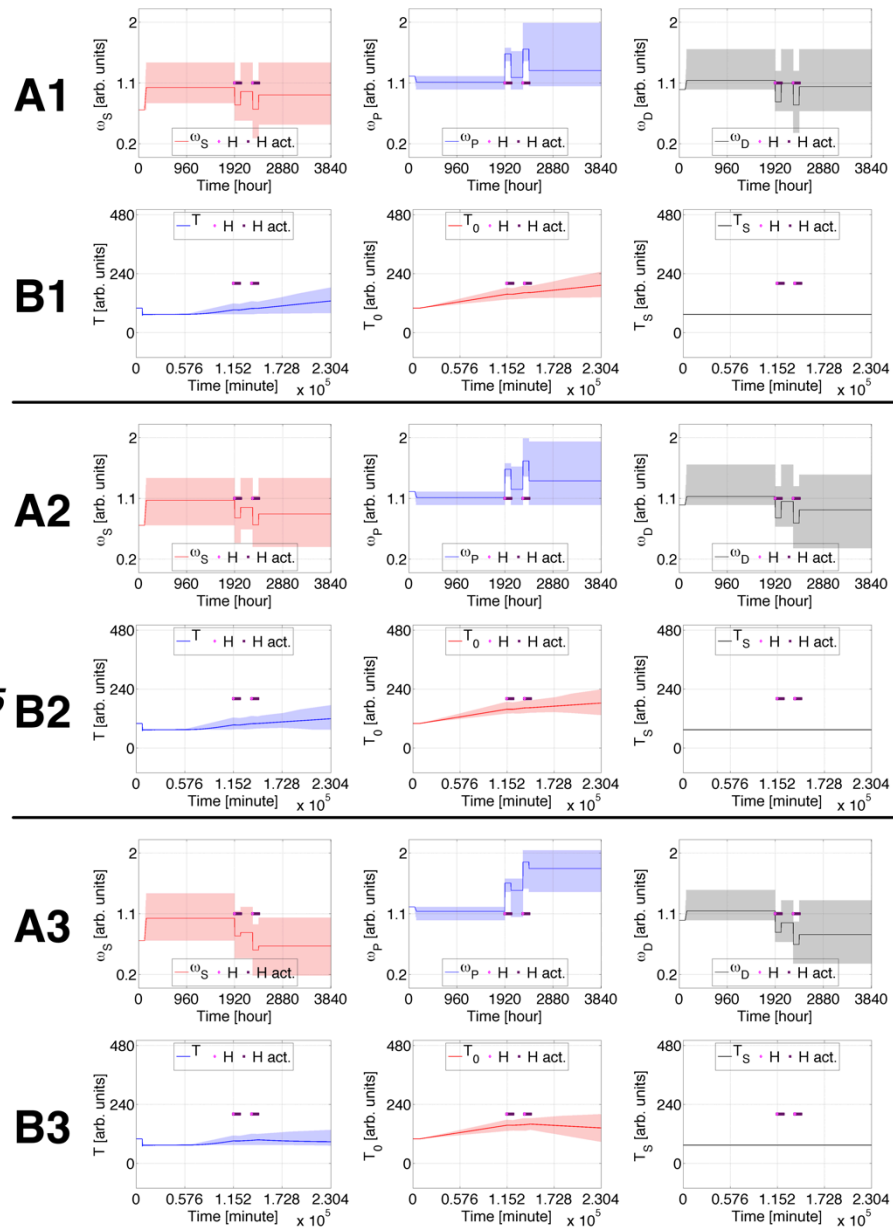 A1
ω_S [arb. units]
2
1.1
0.2
ω_S H H act.
0 960 1920 2880 3840
Time [hour]
ω_P [arb. units]
2
1.1
0.2
ω_P H H act.
0 960 1920 2880 3840
Time [hour]
ω_D [arb. units]
2
1.1
0.2
ω_D H H act.
0 960 1920 2880 3840
Time [hour]
B1
T [arb. units]
480
240
0
T H H act.
0 0.576 1.152 1.728 2.304
Time [minute] x 10^5
T_0 [arb. units]
480
240
0
T_0 H H act.
0 0.576 1.152 1.728 2.304
Time [minute] x 10^5
T_S [arb. units]
480
240
0
T_S H H act.
0 0.576 1.152 1.728 2.304
Time [minute] x 10^5
A2
ω_S [arb. units]
2
1.1
0.2
ω_S H H act.
0 960 1920 2880 3840
Time [hour]
ω_P [arb. units]
2
1.1
0.2
ω_P H H act.
0 960 1920 2880 3840
Time [hour]
ω_D [arb. units]
2
1.1
0.2
ω_D H H act.
0 960 1920 2880 3840
Time [hour]
5
B2
T [arb. units]
480
240
0
T H H act.
0 0.576 1.152 1.728 2.304
Time [minute] x 10^5
T_0 [arb. units]
480
240
0
T_0 H H act.
0 0.576 1.152 1.728 2.304
Time [minute] x 10^5
T_S [arb. units]
480
240
0
T_S H H act.
0 0.576 1.152 1.728 2.304
Time [minute] x 10^5
A3
ω_S [arb. units]
2
1.1
0.2
ω_S H H act.
0 960 1920 2880 3840
Time [hour]
ω_P [arb. units]
2
1.1
0.2
ω_P H H act.
0 960 1920 2880 3840
Time [hour]
ω_D [arb. units]
2
1.1
0.2
ω_D H H act.
0 960 1920 2880 3840
Time [hour]
B3
T [arb. units]
480
240
0
T H H act.
0 0.576 1.152 1.728 2.304
Time [minute] x 10^5
T_0 [arb. units]
480
240
0
T_0 H H act.
0 0.576 1.152 1.728 2.304
Time [minute] x 10^5
T_S [arb. units]
480
240
0
T_S H H act.
0 0.576 1.152 1.728 2.304
Time [minute] x 10^5